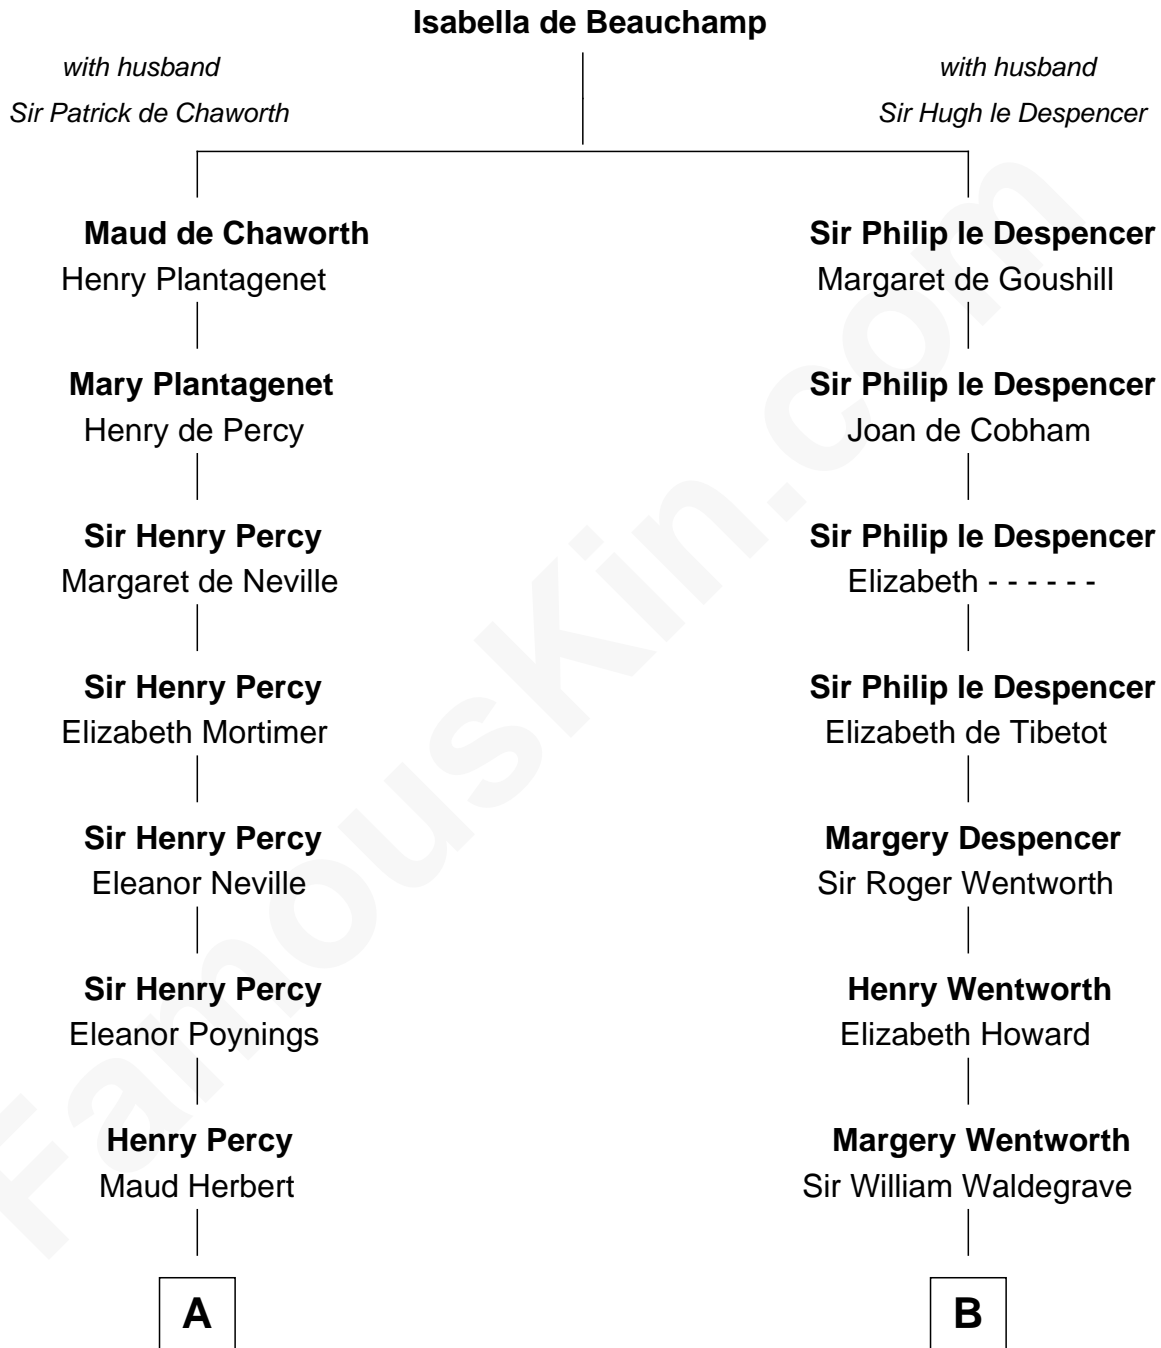 Isabella de Beauchamp
with husband
Sir Patrick de Chaworth
with husband
Sir Hugh le Despencer
Maud de Chaworth
Henry Plantagenet
Sir Philip le Despencer
Margaret de Goushill
Mary Plantagenet
Henry de Percy
Sir Philip le Despencer
Joan de Cobham
Sir Henry Percy
Margaret de Neville
Sir Philip le Despencer
Elizabeth - - - - - -
Sir Henry Percy
Elizabeth Mortimer
Sir Philip le Despencer
Elizabeth de Tibetot
Sir Henry Percy
Eleanor Neville
Margery Despencer
Sir Roger Wentworth
Sir Henry Percy
Eleanor Poynings
Henry Wentworth
Elizabeth Howard
Henry Percy
Maud Herbert
Margery Wentworth
Sir William Waldegrave
A
B
FamousKin.com